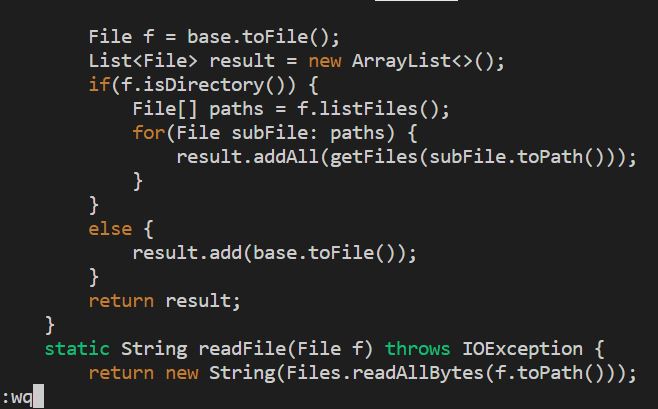 File f = base.toFile();
List<File> result = new ArrayList<>();
if(f.isDirectory()) {
File[] paths = f.listFiles();
for(File subFile: paths) {
result.addAll(getFiles(subFile.toPath()));
}
}
else {
result.add(base.toFile());
}
return result;
}
static String readFile(File f) throws IOException {
return new String(Files.readAllBytes(f.toPath()));
:wq